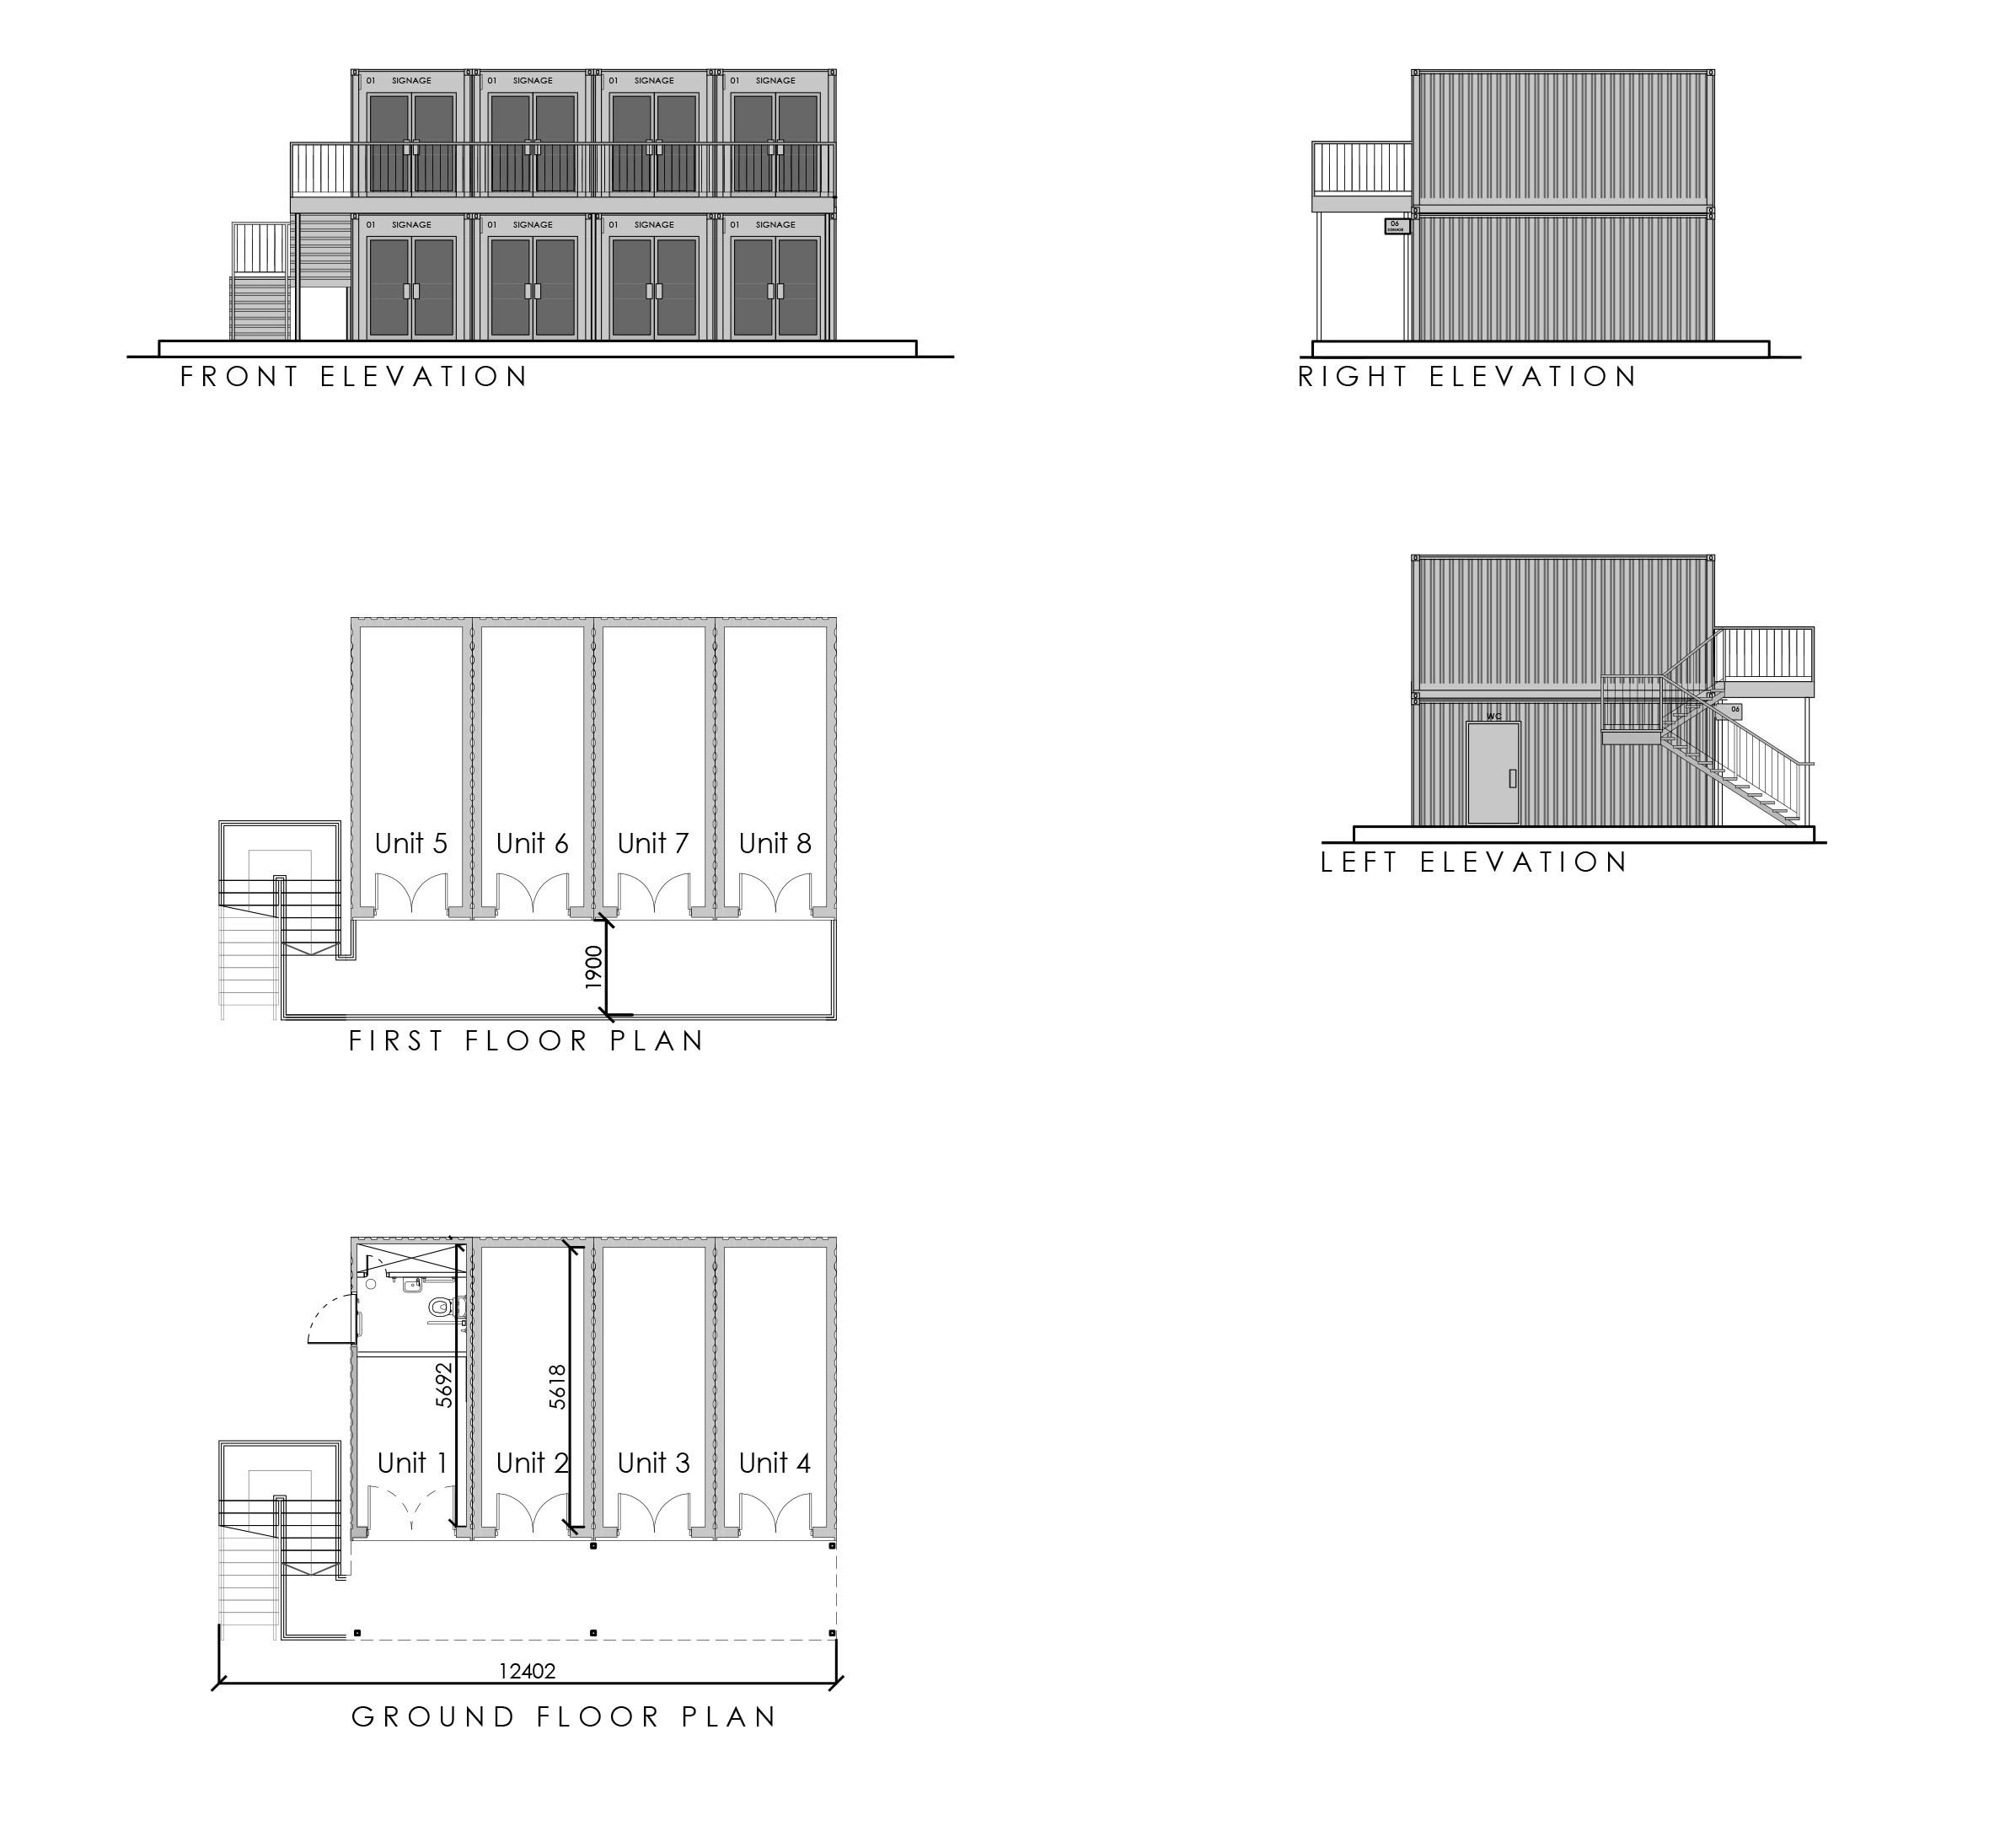 01 SIGNAGE 01 SIGNAGE 01 SIGNAGE 01 SIGNAGE
01 SIGNAGE 01 SIGNAGE 01 SIGNAGE 01 SIGNAGE
FRONT ELEVATION
06
RIGHT ELEVATION
WC
06
LEFT ELEVATION
Unit 5 Unit 6 Unit 7 Unit 8
1900
FIRST FLOOR PLAN
5692
5618
Unit 1 Unit 2 Unit 3 Unit 4
12402
GROUND FLOOR PLAN